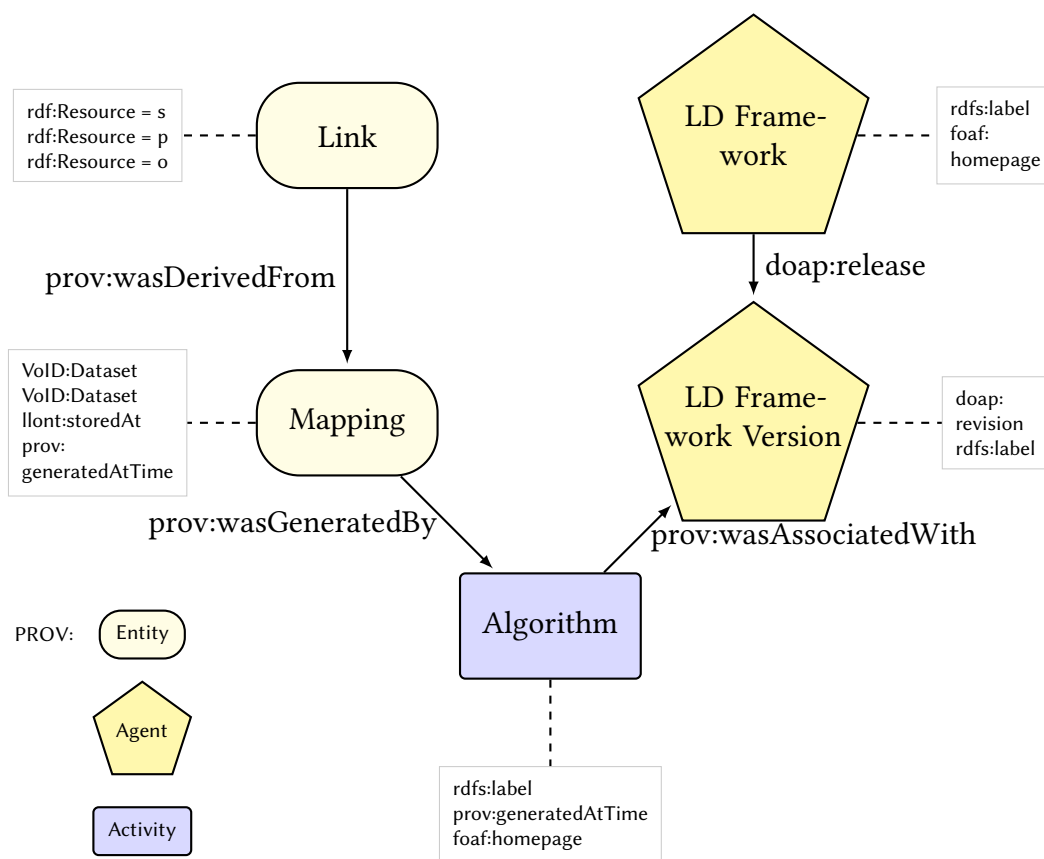 rdf:Resource = s
rdf:Resource = p
rdf:Resource = o
Link
LD Frame-
work
rdfs:label
foaf:
homepage
prov:wasDerivedFrom
doap:release
VoID:Dataset
VoID:Dataset
llont:storedAt
prov:
generatedAtTime
Mapping
LD Frame-
work Version
doap:
revision
rdfs:label
prov:wasGeneratedBy
prov:wasAssociatedWith
Algorithm
PROV:
Entity
Agent
Activity
rdfs:label
prov:generatedAtTime
foaf:homepage